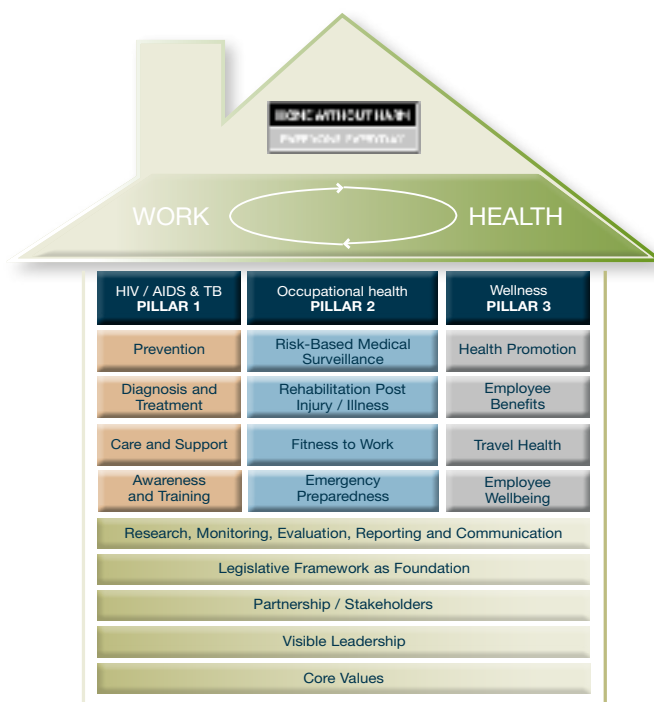 WORK
HEALTH
HIV / AIDS & TB
PILLAR 1
Occupational health
PILLAR 2
Wellness
PILLAR 3
Prevention
Risk-Based Medical
Surveillance
Health Promotion
Diagnosis and
Treatment
Rehabilitation Post
Injury / Illness
Employee
Benefits
Care and Support
Fitness to Work
Travel Health
Awareness
and Training
Emergency
Preparedness
Employee
Wellbeing
Research, Monitoring, Evaluation, Reporting and Communication
Legislative Framework as Foundation
Partnership / Stakeholders
Visible Leadership
Core Values